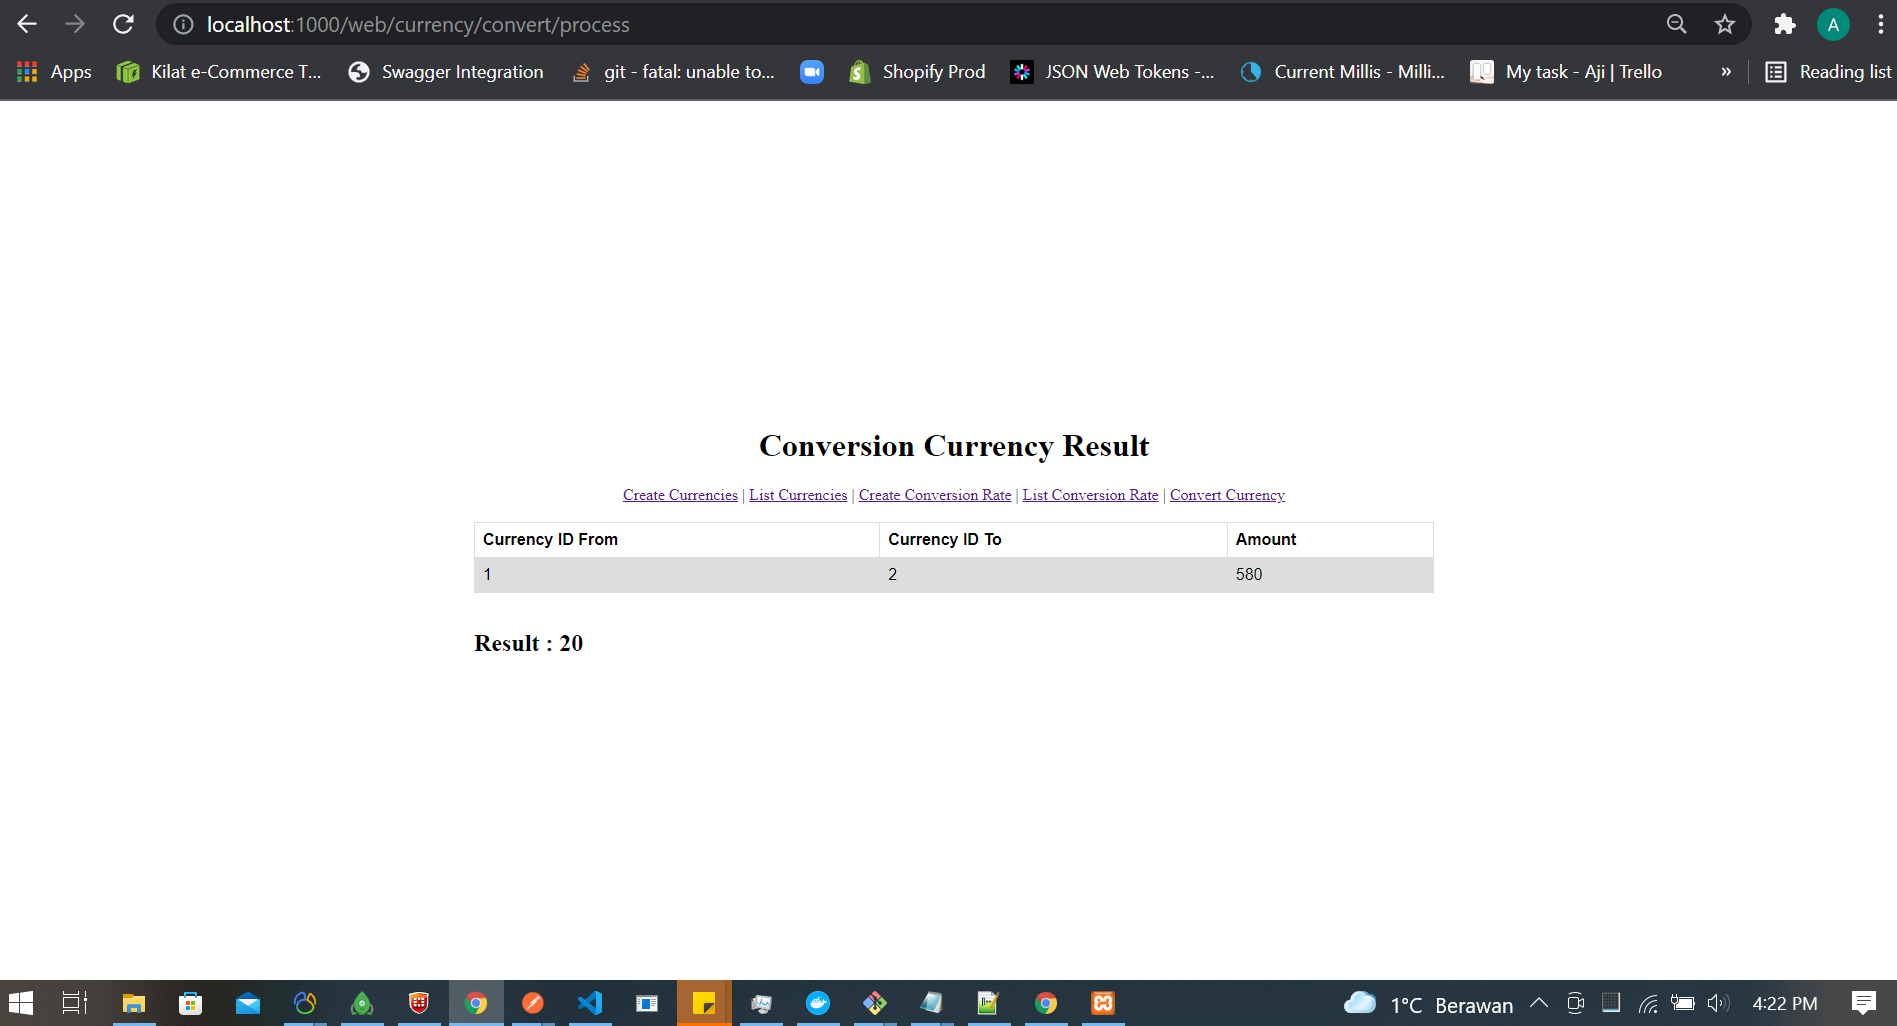 localhost:1000/web/currency/convert/process
A
Apps Kilat e-Commerce T... Swagger Integration git - fatal: unable to... Shopify Prod JSON Web Tokens -... Current Millis - Milli... My task - Aji | Trello » Reading list
Conversion Currency Result
Create Currencies | List Currencies | Create Conversion Rate | List Conversion Rate | Convert Currency
Currency ID From Currency ID To Amount
1 2 580
Result : 20
1°C Berawan 4:22 PM